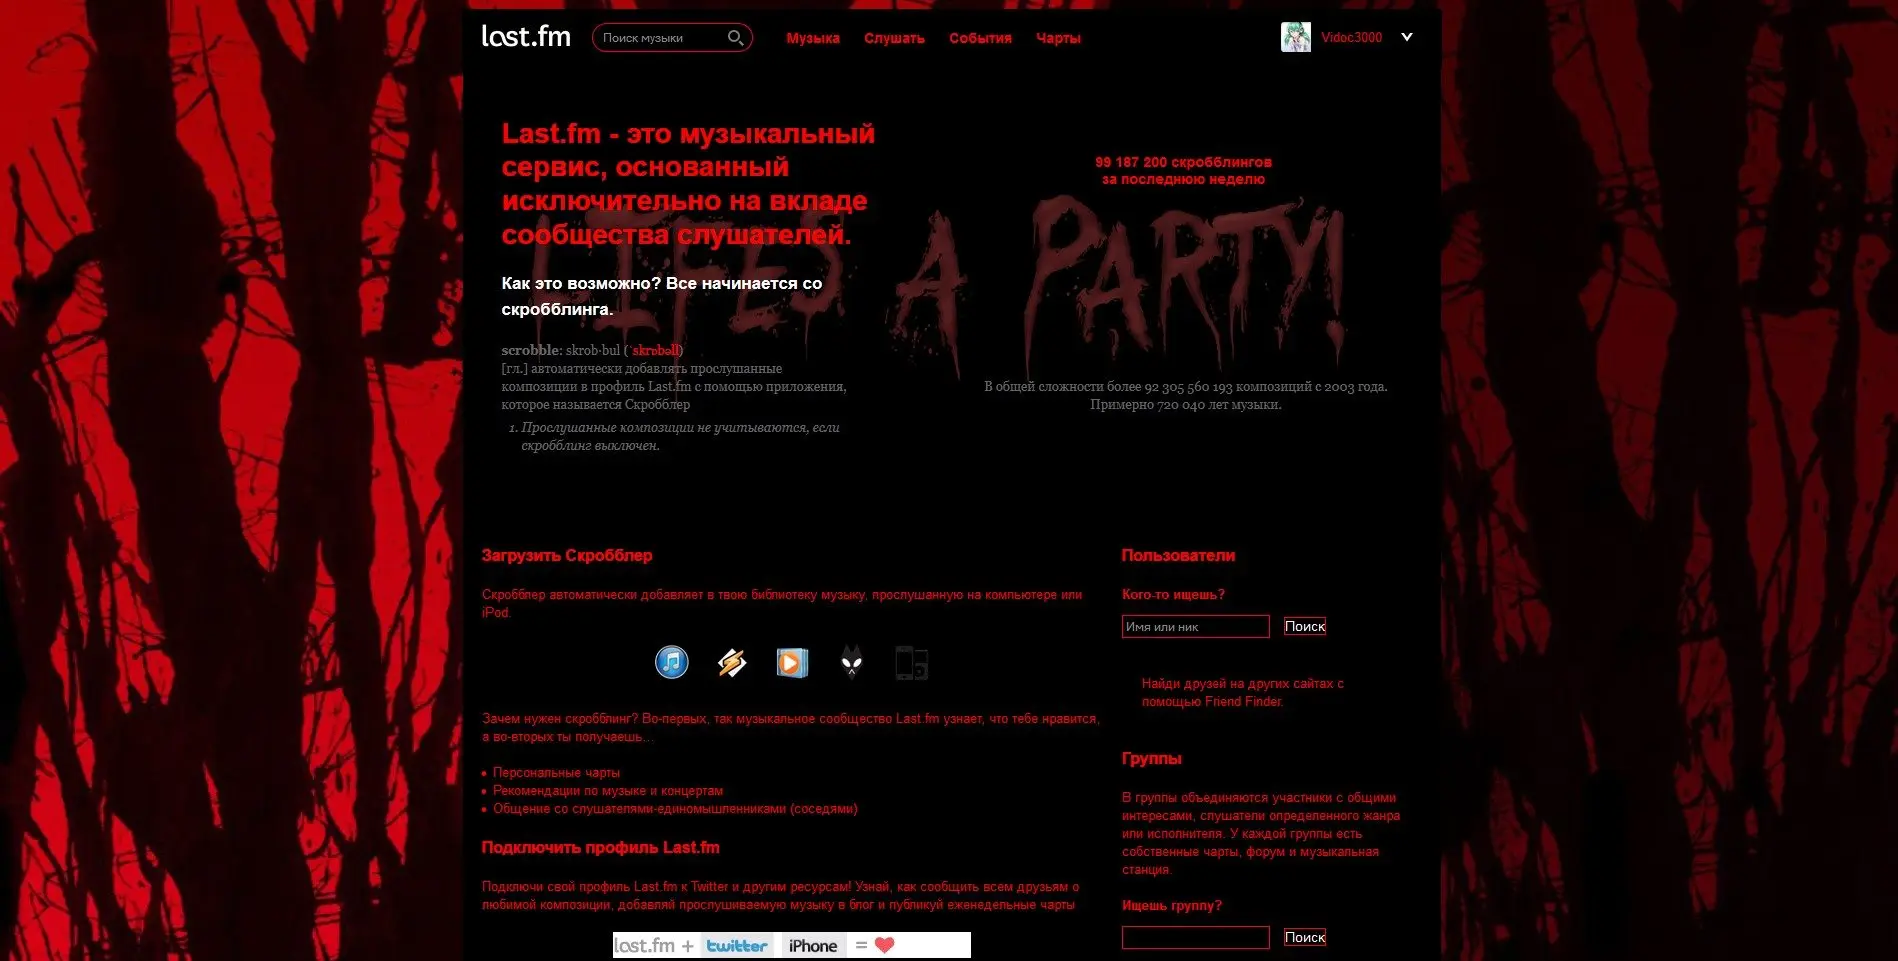 last.fm
Поиск музыки
Музыка
Слушать
События
Чарты
Vidoc3000
Last.fm - это музыкальный
сервис, основанный
исключительно на вкладе
сообщества слушателей.
Как это возможно? Все начинается со
скробблинга.
scrobble: skrob·bul (ˈskrɒbəll)
[гл.] автоматически добавлять прослушанные
композиции в профиль Last.fm с помощью приложения,
которое называется Скробблер
1. Прослушанные композиции не учитываются, если
скробблинг выключен.
99 187 200 скробблингов
за последнюю неделю
LIFES A PARTY!
В общей сложности более 92 305 560 193 композиций с 2003 года.
Примерно 720 040 лет музыки.
Загрузить Скробблер
Скробблер автоматически добавляет в твою библиотеку музыку, прослушанную на компьютере или
iPod.
Зачем нужен скробблинг? Во-первых, так музыкальное сообщество Last.fm узнает, что тебе нравится,
а во-вторых ты получаешь...
• Персональные чарты
• Рекомендации по музыке и концертам
• Общение со слушателями-единомышленниками (соседями)
Подключить профиль Last.fm
Подключи свой профиль Last.fm к Twitter и другим ресурсам! Узнай, как сообщить всем друзьям о
любимой композиции, добавляй прослушиваемую музыку в блог и публикуй еженедельные чарты
last.fm + twitter iPhone =
Пользователи
Кого-то ищешь?
Имя или ник
Поиск
Найди друзей на других сайтах с
помощью Friend Finder.
Группы
В группы объединяются участники с общими
интересами, слушатели определенного жанра
или исполнителя. У каждой группы есть
собственные чарты, форум и музыкальная
станция.
Ищешь группу?
Поиск